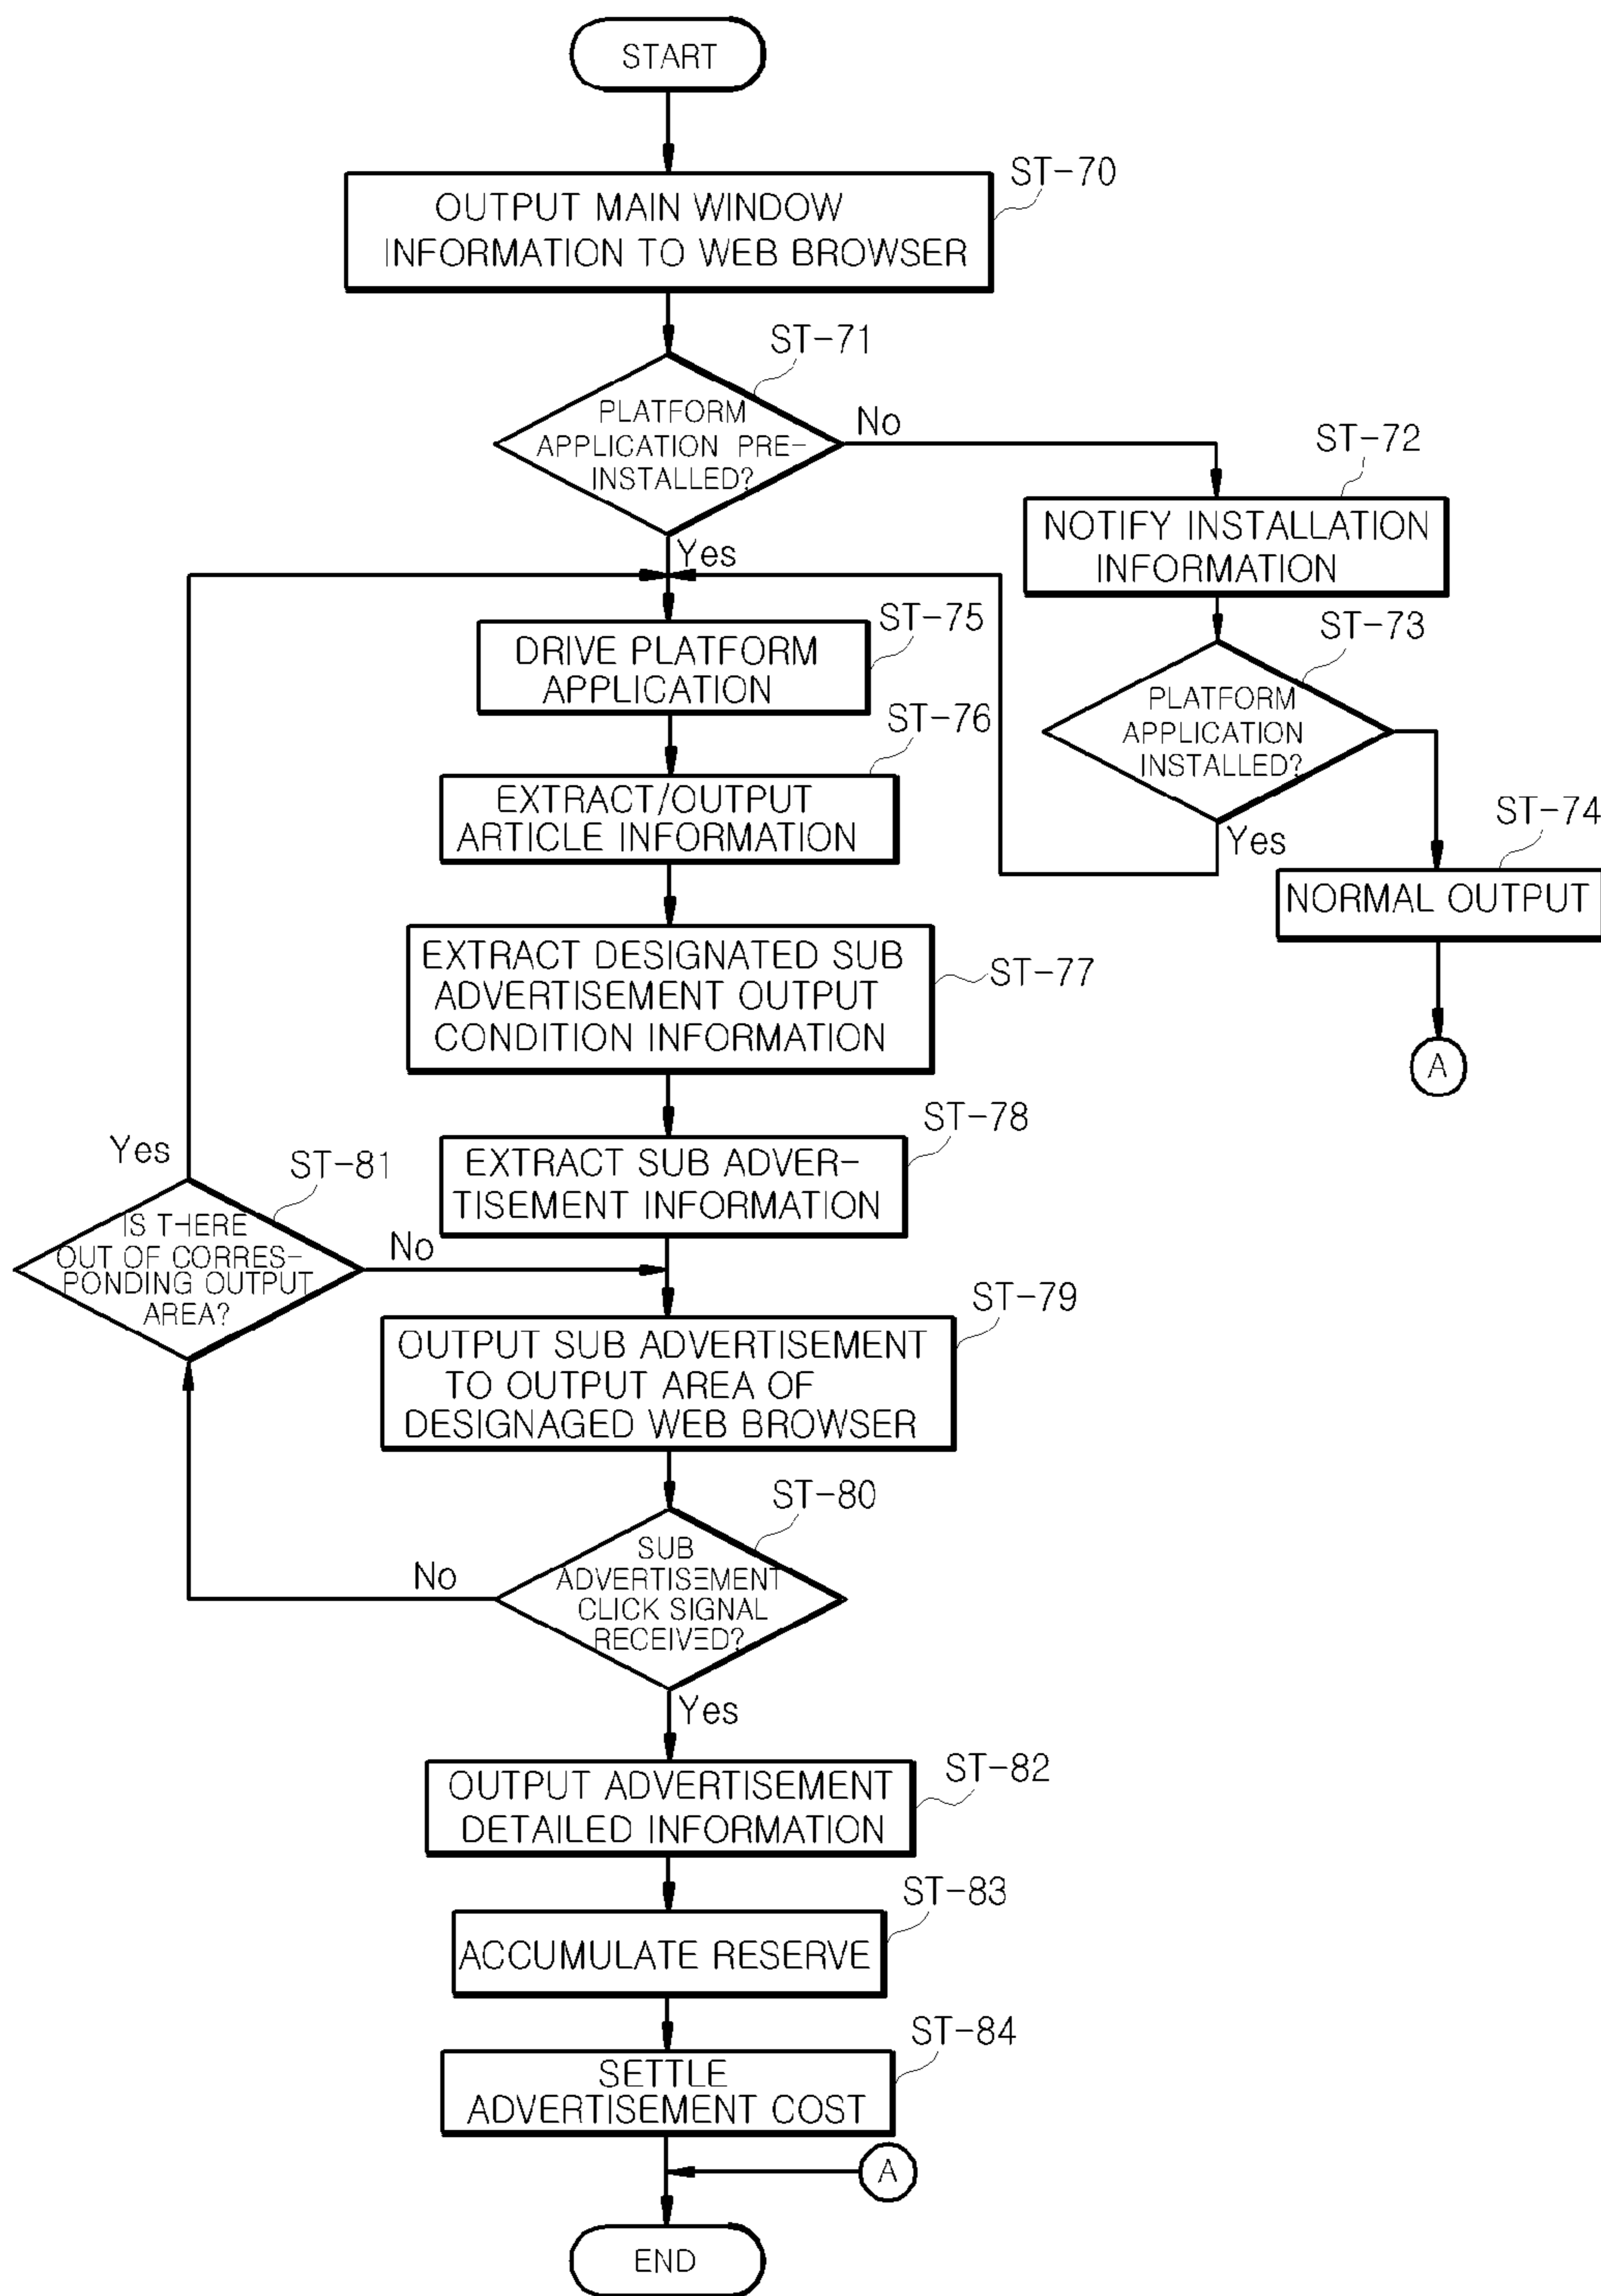 START
ST-70
OUTPUT MAIN WINDOW
INFORMATION TO WEB BROWSER
ST-71
PLATFORM
APPLICATION PRE-
INSTALLED?
No
Yes
ST-72
NOTIFY INSTALLATION
INFORMATION
ST-73
PLATFORM
APPLICATION
INSTALLED?
Yes
ST-74
NORMAL OUTPUT
A
ST-75
DRIVE PLATFORM
APPLICATION
ST-76
EXTRACT/OUTPUT
ARTICLE INFORMATION
ST-77
EXTRACT DESIGNATED SUB
ADVERTISEMENT OUTPUT
CONDITION INFORMATION
ST-78
EXTRACT SUB ADVER-
TISEMENT INFORMATION
Yes
ST-81
IS THERE
OUT OF CORRES-
PONDING OUTPUT
AREA?
No
ST-79
OUTPUT SUB ADVERTISEMENT
TO OUTPUT AREA OF
DESIGNAGED WEB BROWSER
ST-80
SUB
ADVERTISEMENT
CLICK SIGNAL
RECEIVED?
No
Yes
ST-82
OUTPUT ADVERTISEMENT
DETAILED INFORMATION
ST-83
ACCUMULATE RESERVE
ST-84
SETTLE
ADVERTISEMENT COST
A
END